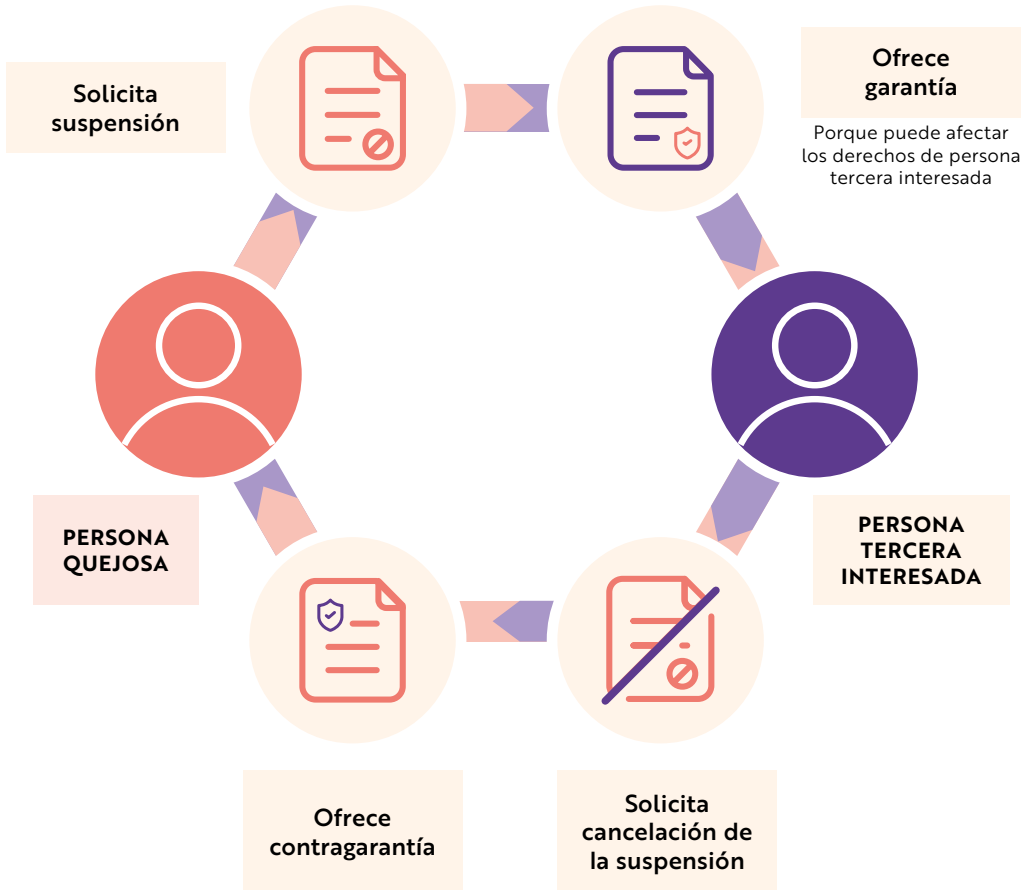 Solicita
suspensión
Ofrece
garantía
Porque puede afectar
los derechos de persona
tercera interesada
PERSONA
QUEJOSA
PERSONA
TERCERA
INTERESADA
Ofrece
contragarantía
Solicita
cancelación de
la suspensión